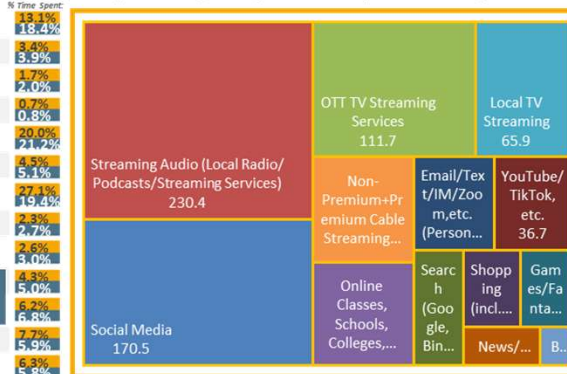 % Time Spent:
13.1%
18.4%
3.4%
3.9%
1.7%
2.0%
0.7%
0.8%
20.0%
21.2%
4.5%
5.1%
27.1%
19.4%
2.3%
2.7%
2.6%
3.0%
4.3%
5.0%
6.2%
6.8%
7.7%
5.9%
6.3%
5.8%
Streaming Audio (Local Radio/
Podcasts/Streaming Services)
230.4
Social Media
170.5
OTT TV Streaming
Services
111.7
Local TV
Streaming
65.9
Non-
Premium+Pr
emium Cable
Streaming...
Email/Tex
t/IM/Zoo
m,etc.
(Person...
YouTube/
TikTok,
etc.
36.7
Online
Classes,
Schools,
Colleges,...
Searc
h
(Goo
gle,
Bin...
Shopp
ing
(incl....
Gam
es/Fa
nta...
News/...
B...